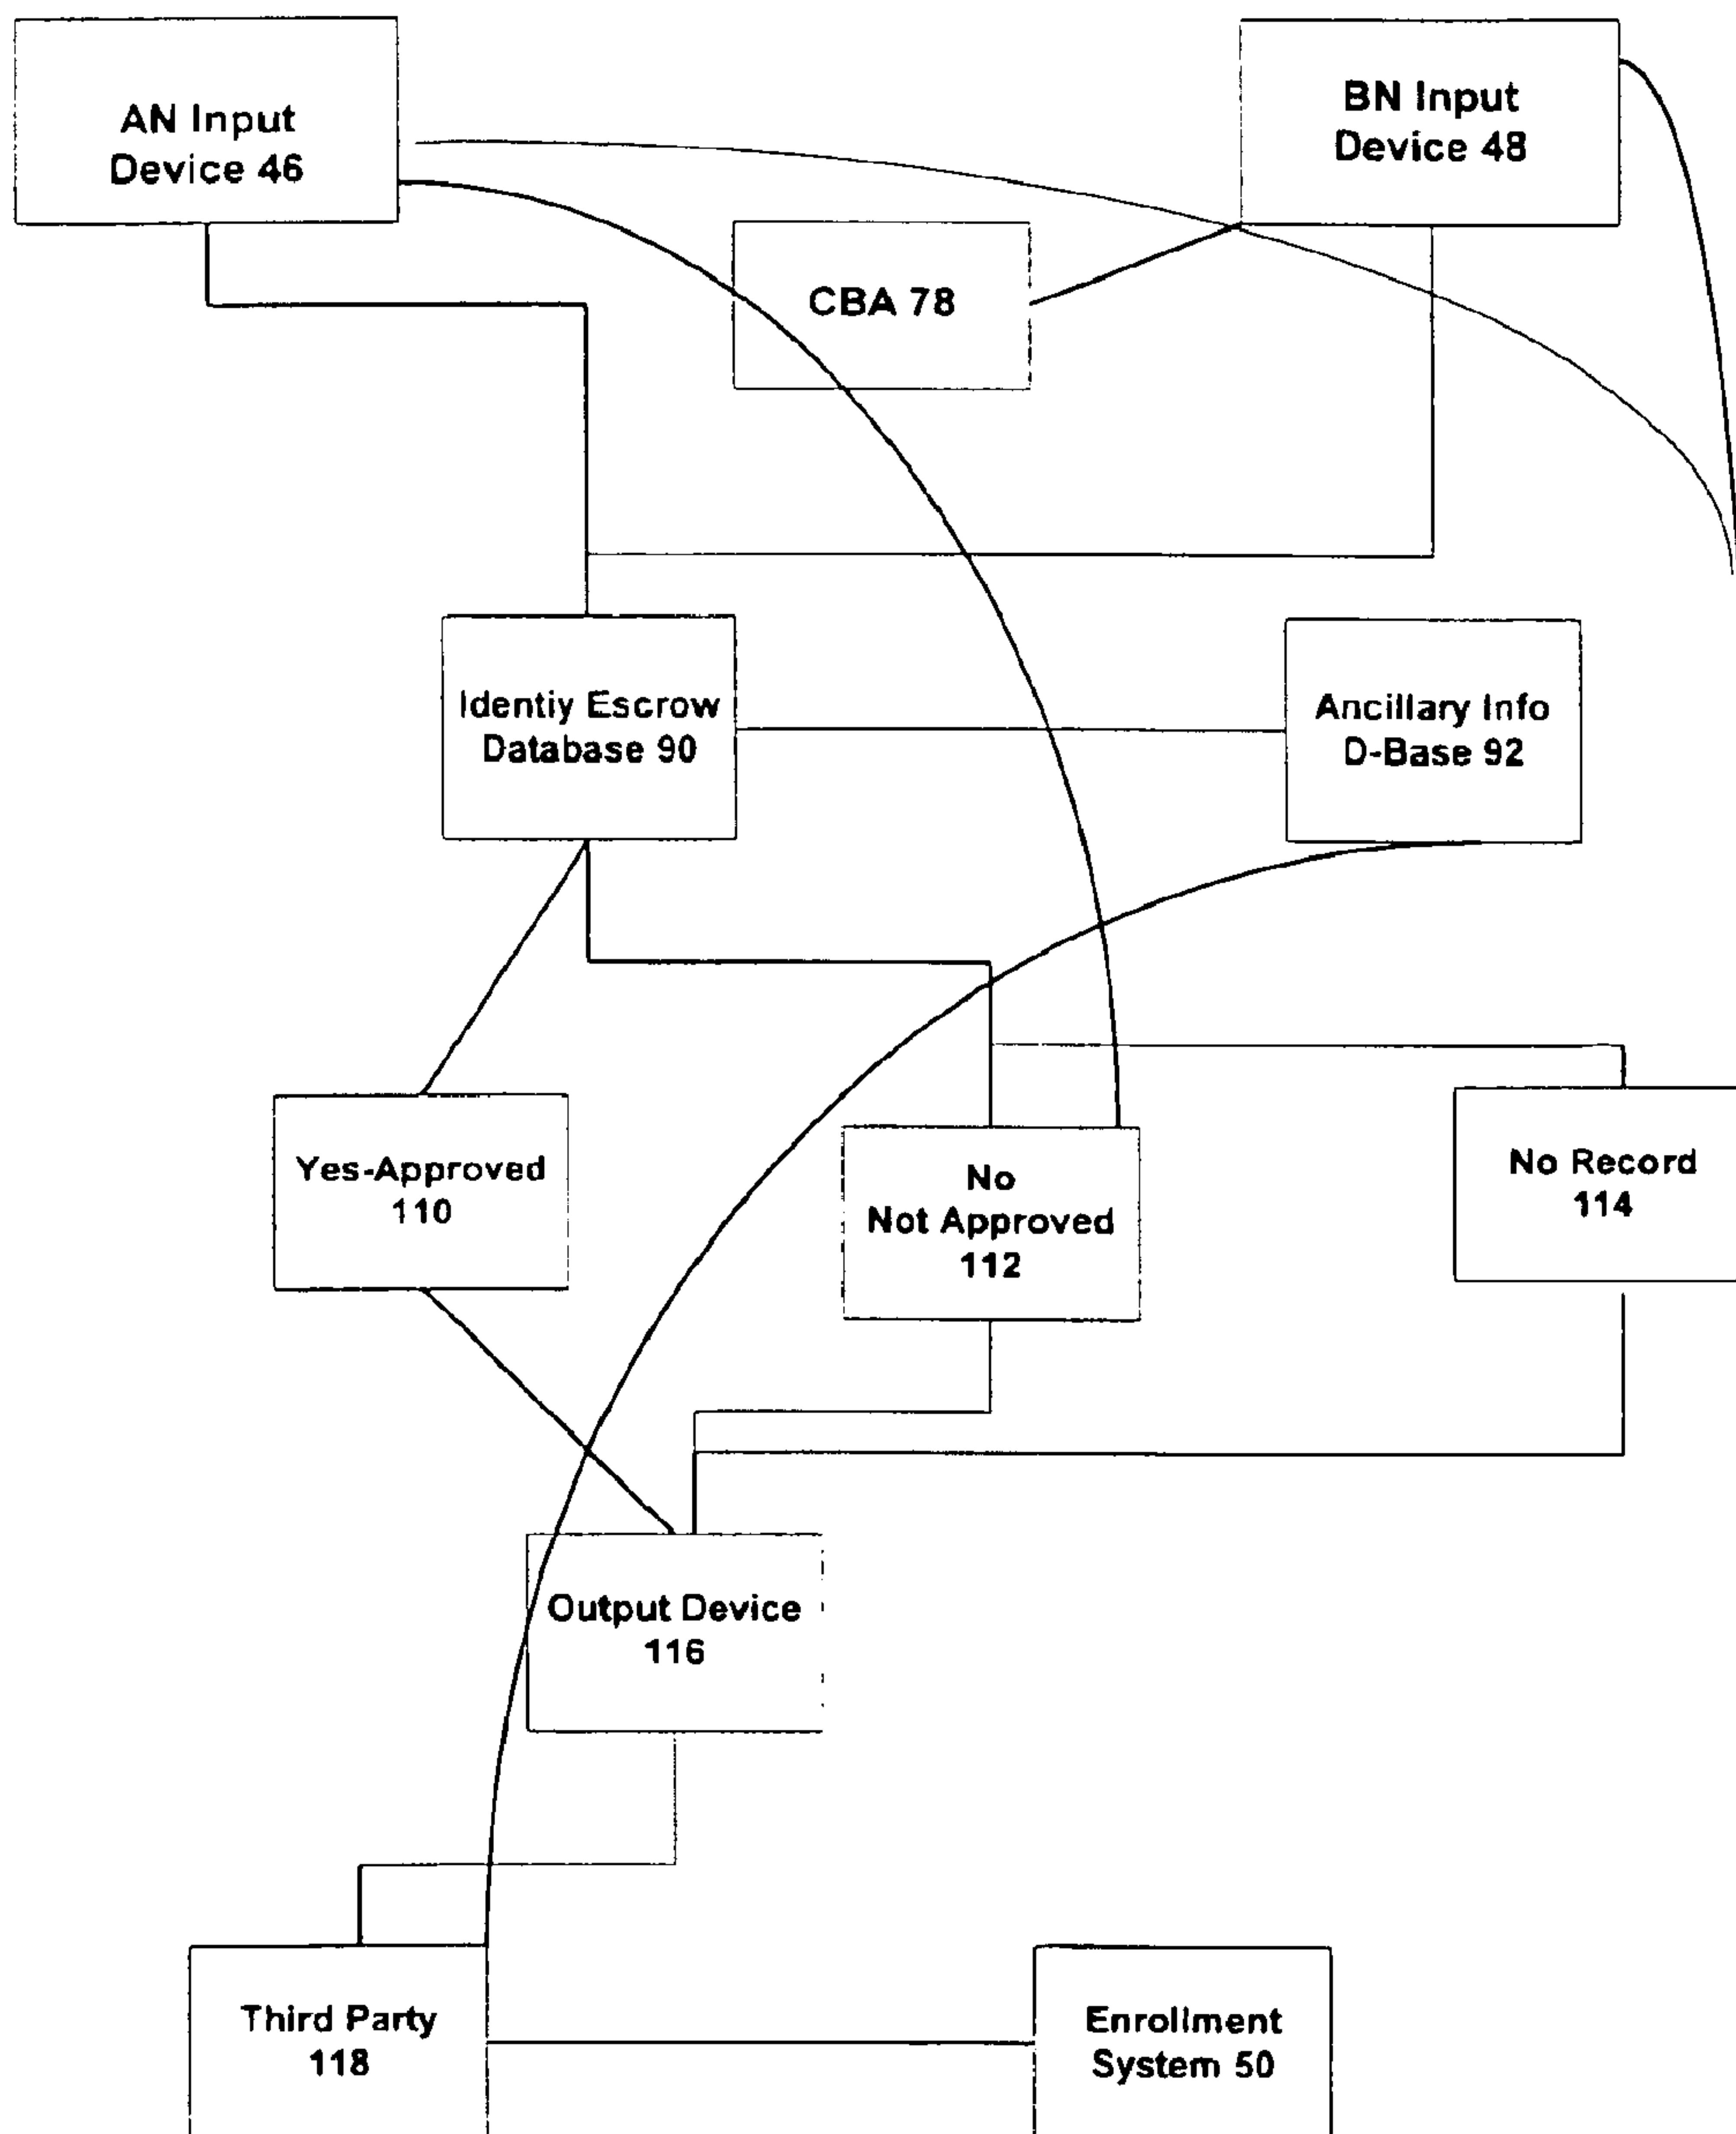 AN Input
Device 46
BN Input
Device 48
CBA 78
Identiy Escrow
Database 90
Ancillary Info
D-Base 92
Yes-Approved
110
No
Not Approved
112
No Record
114
Output Device
116
Third Party
118
Enrollment
System 50